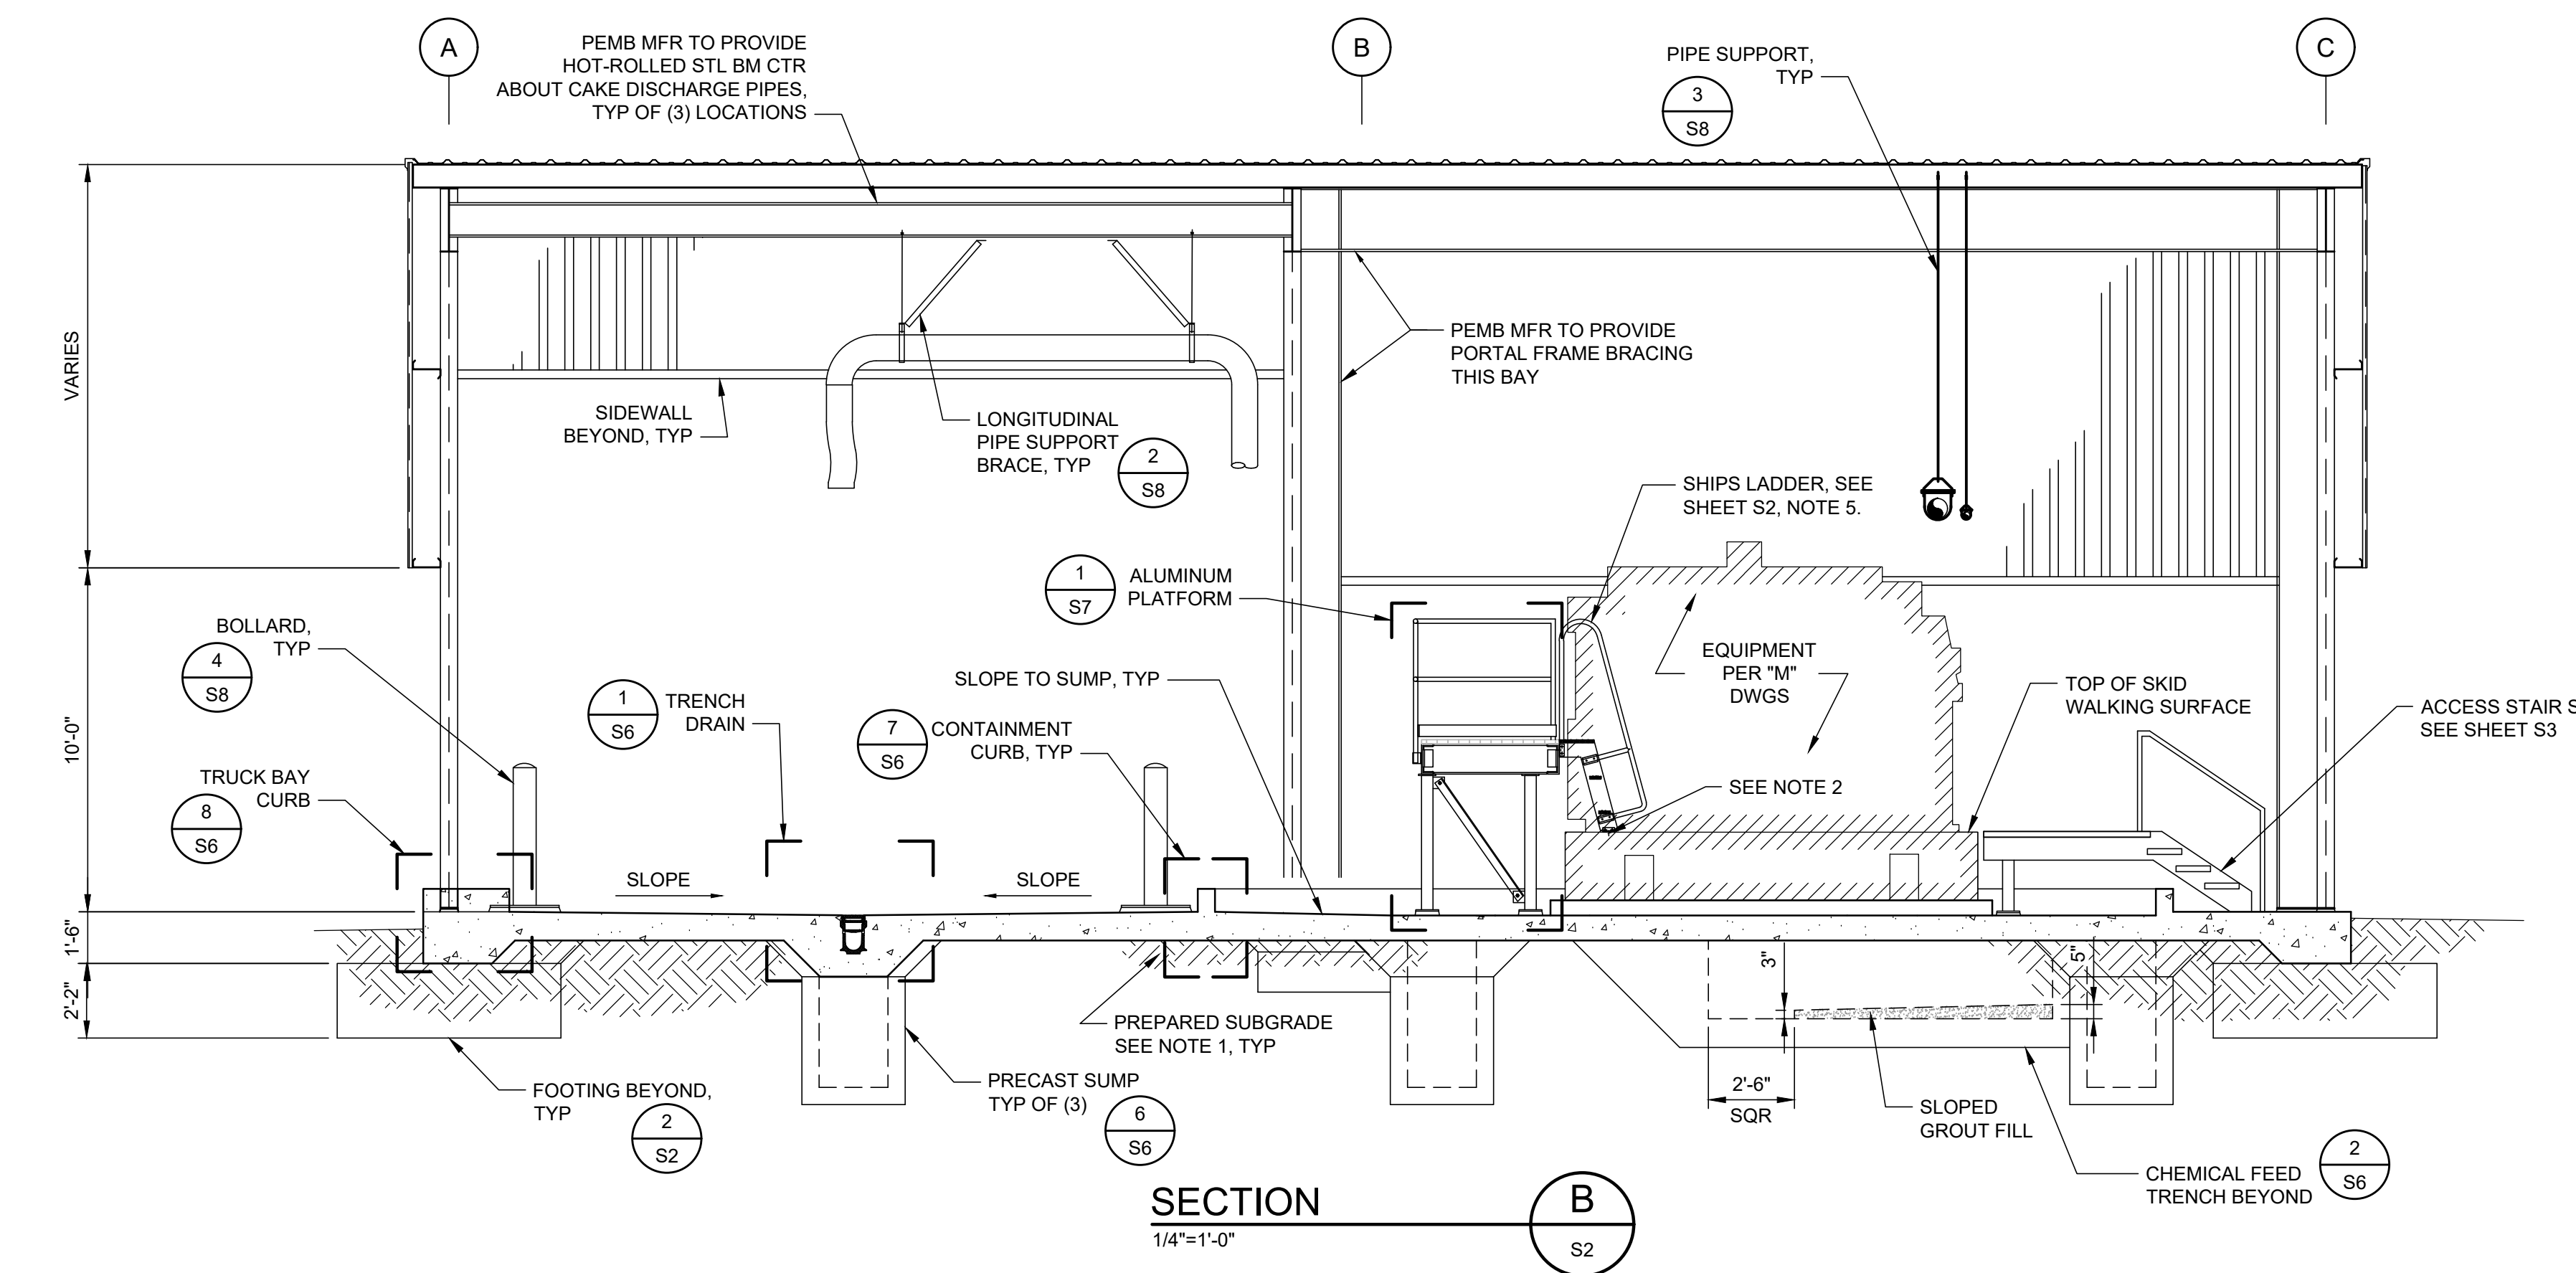 A
B
C
PEMB MFR TO PROVIDE
HOT-ROLLED STL BM CTR
ABOUT CAKE DISCHARGE PIPES,
TYP OF (3) LOCATIONS
PIPE SUPPORT,
TYP
3
S8
VARIES
PEMB MFR TO PROVIDE
PORTAL FRAME BRACING
THIS BAY
SIDEWALL
BEYOND, TYP
LONGITUDINAL
PIPE SUPPORT
BRACE, TYP
2
S8
SHIPS LADDER, SEE
SHEET S2, NOTE 5.
1
S7
ALUMINUM
PLATFORM
BOLLARD,
TYP
4
S8
EQUIPMENT
PER "M"
DWGS
SLOPE TO SUMP, TYP
TOP OF SKID
WALKING SURFACE
1
S6
TRENCH
DRAIN
7
S6
CONTAINMENT
CURB, TYP
ACCESS STAIR S
SEE SHEET S3
10'-0"
TRUCK BAY
CURB
8
S6
SEE NOTE 2
SLOPE
SLOPE
1'-6"
2'-2"
3"
5"
PREPARED SUBGRADE
SEE NOTE 1, TYP
FOOTING BEYOND,
TYP
2
S2
PRECAST SUMP
TYP OF (3)
6
S6
2'-6"
SQR
SLOPED
GROUT FILL
CHEMICAL FEED
TRENCH BEYOND
2
S6
SECTION
1/4"=1'-0"
B
S2